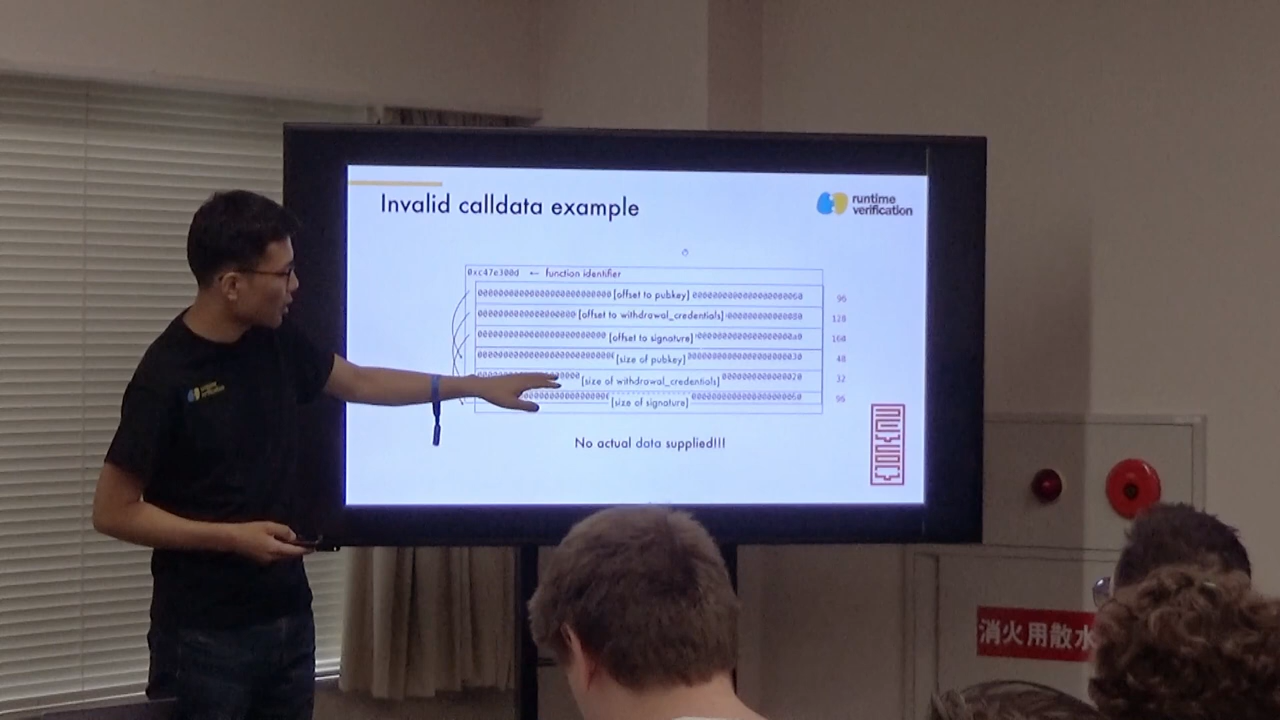 Invalid calldata example
runtime
verification
0xc47e300d ← function identifier
[offset to pubkey]
96
[offset to withdrawal_credentials]
128
[offset to signature]
160
[size of pubkey]
48
[size of withdrawal_credentials]
32
[size of signature]
96
No actual data supplied!!!
runtime
verification
消火用散水